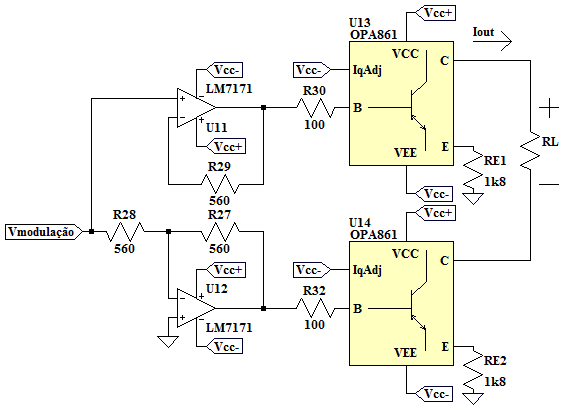 U13
OPA861
Vcc+
Iout
Vcc-
VCC
C
Vcc-
IqAdj
LM7171
R30
B
100
U11
Vcc+
VEE
E
RE1
1k8
RL
R29
560
Vcc-
R28
R27
Vmodulação
560
560
U14
OPA861
Vcc+
VCC
C
Vcc-
IqAdj
Vcc+
U12
R32
B
100
LM7171
Vcc-
VEE
E
RE2
1k8
Vcc-